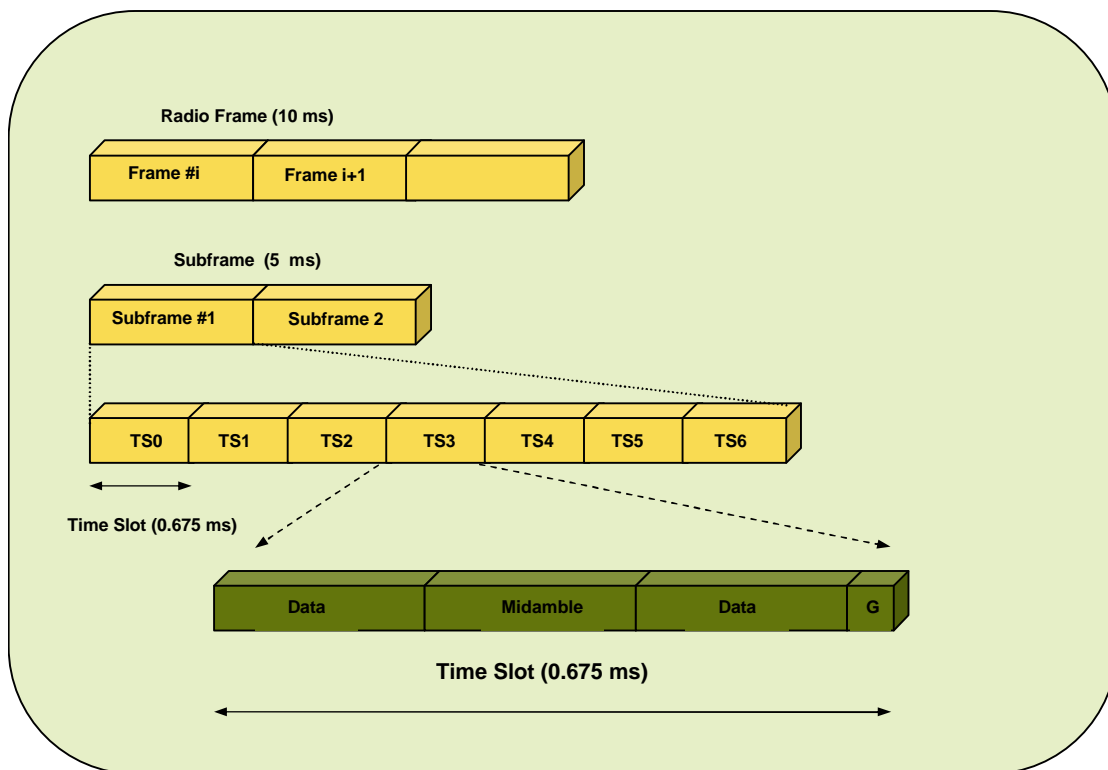 Radio Frame (10 ms)
Frame #i Frame i+1
Subframe (5 ms)
Subframe #1 Subframe 2
TS0 TS1 TS2 TS3 TS4 TS5 TS6
Time Slot (0.675 ms)
Data Midamble Data G
Time Slot (0.675 ms)